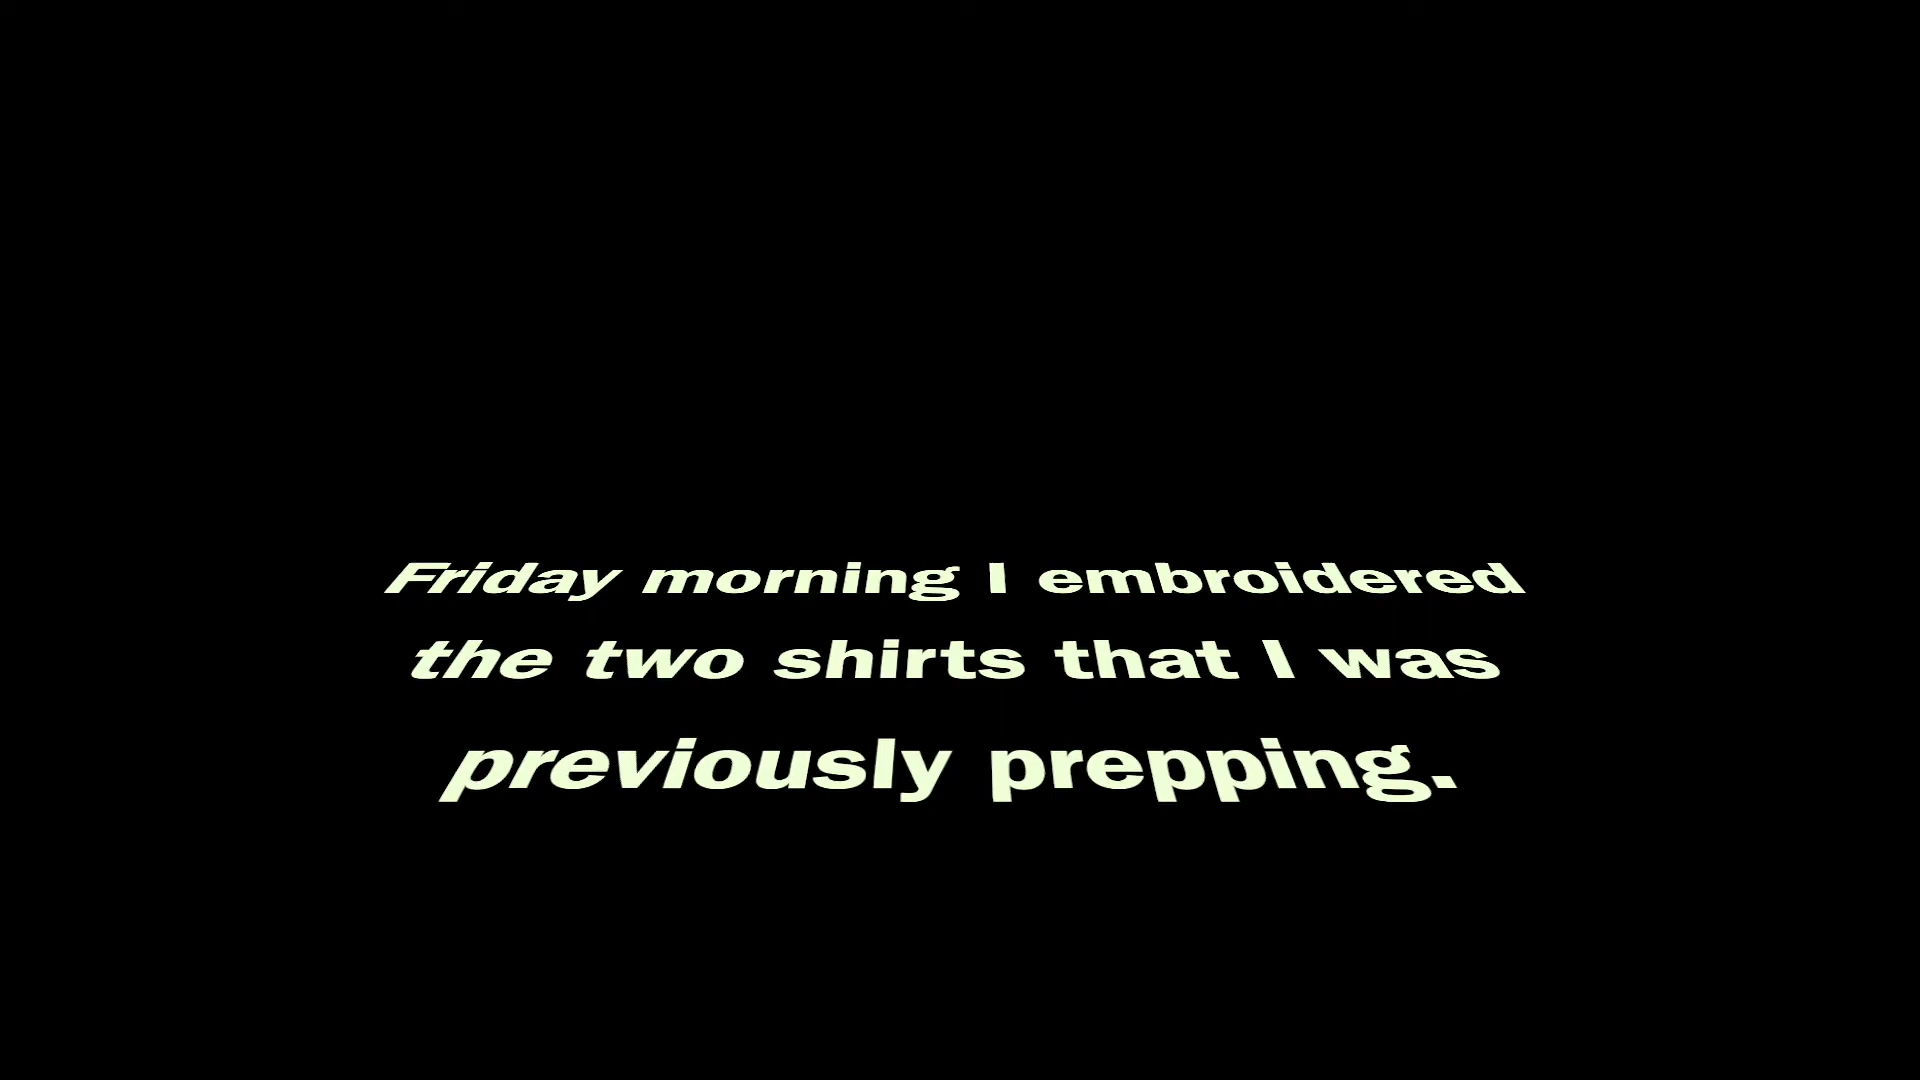 Friday morning I embroidered
the two shirts that I was
previously prepping.